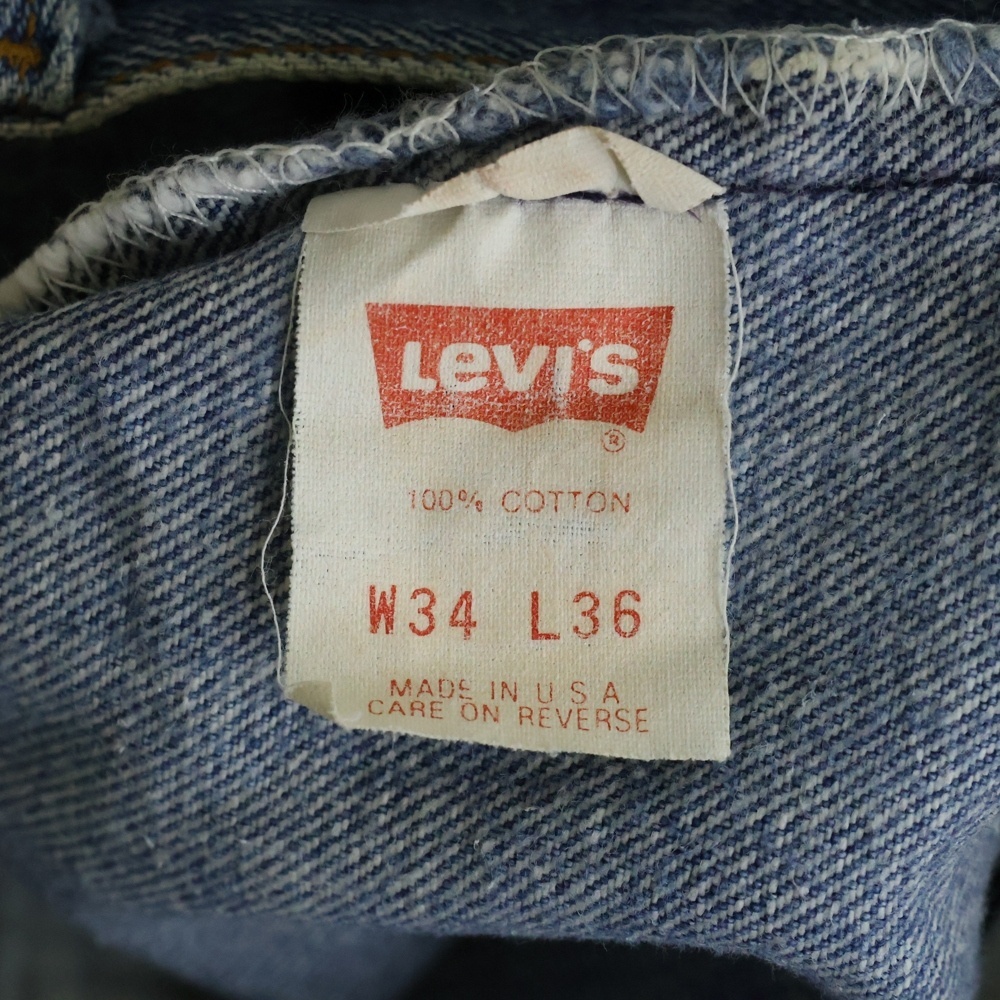 Levi's
®
100% COTTON
W34 L36
MADE IN U S A
CARE ON REVERSE